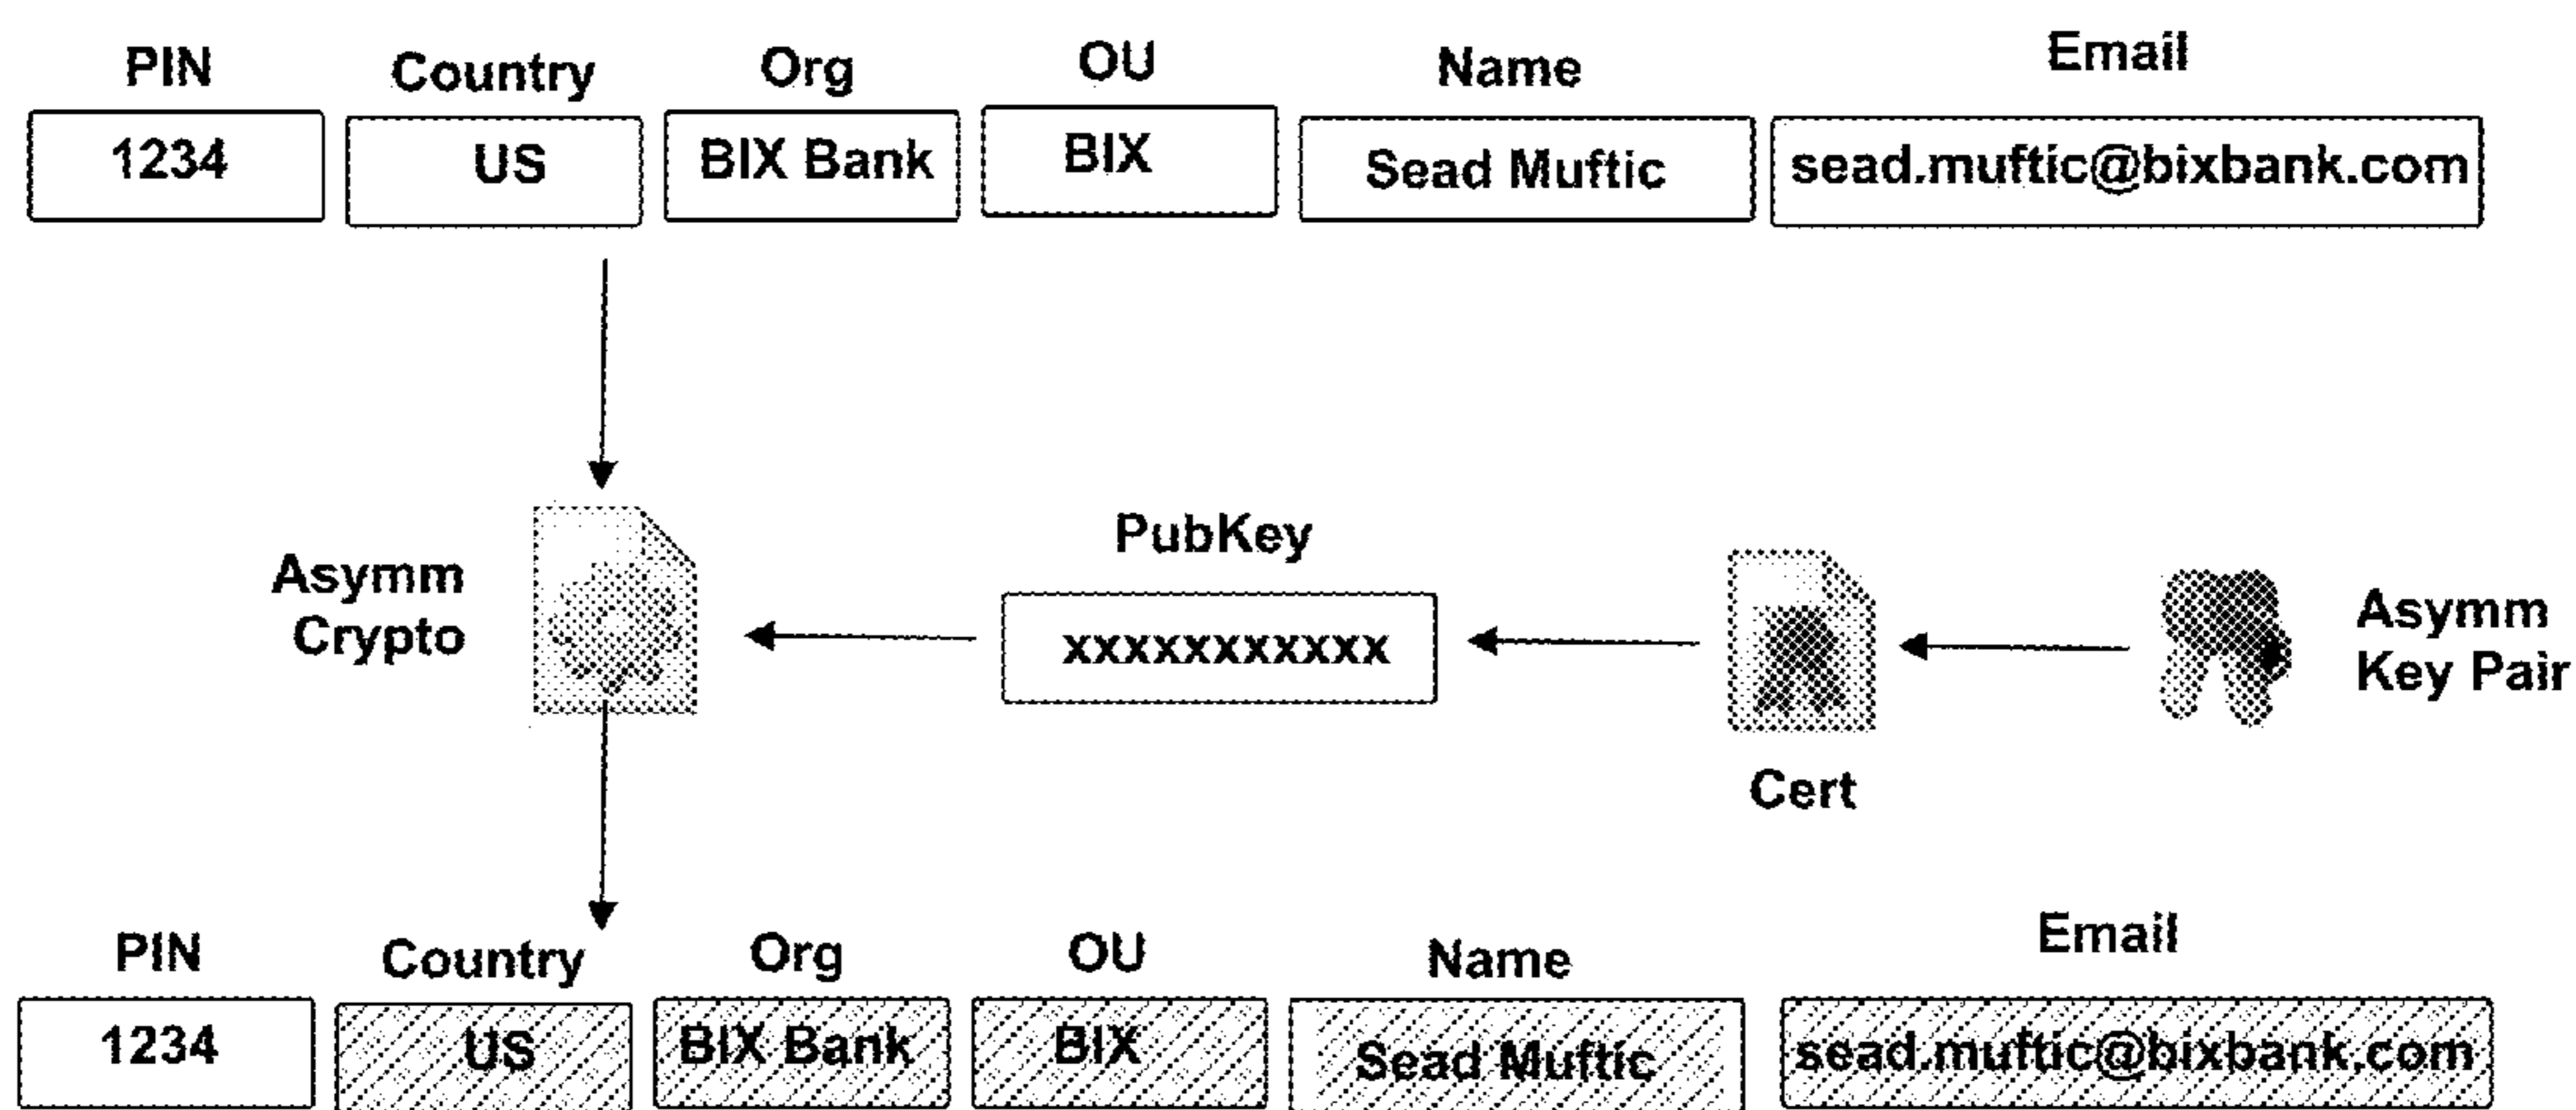 PIN Country Org OU Name Email
1234 US BIX Bank BIX Sead Muftic sead.muftic@bixbank.com
PubKey
Asymm
Crypto
xxxxxxxxxxx
Asymm
Key Pair
Cert
PIN Country Org OU Name Email
1234 US BIX Bank BIX Sead Muftic sead.muftic@bixbank.com